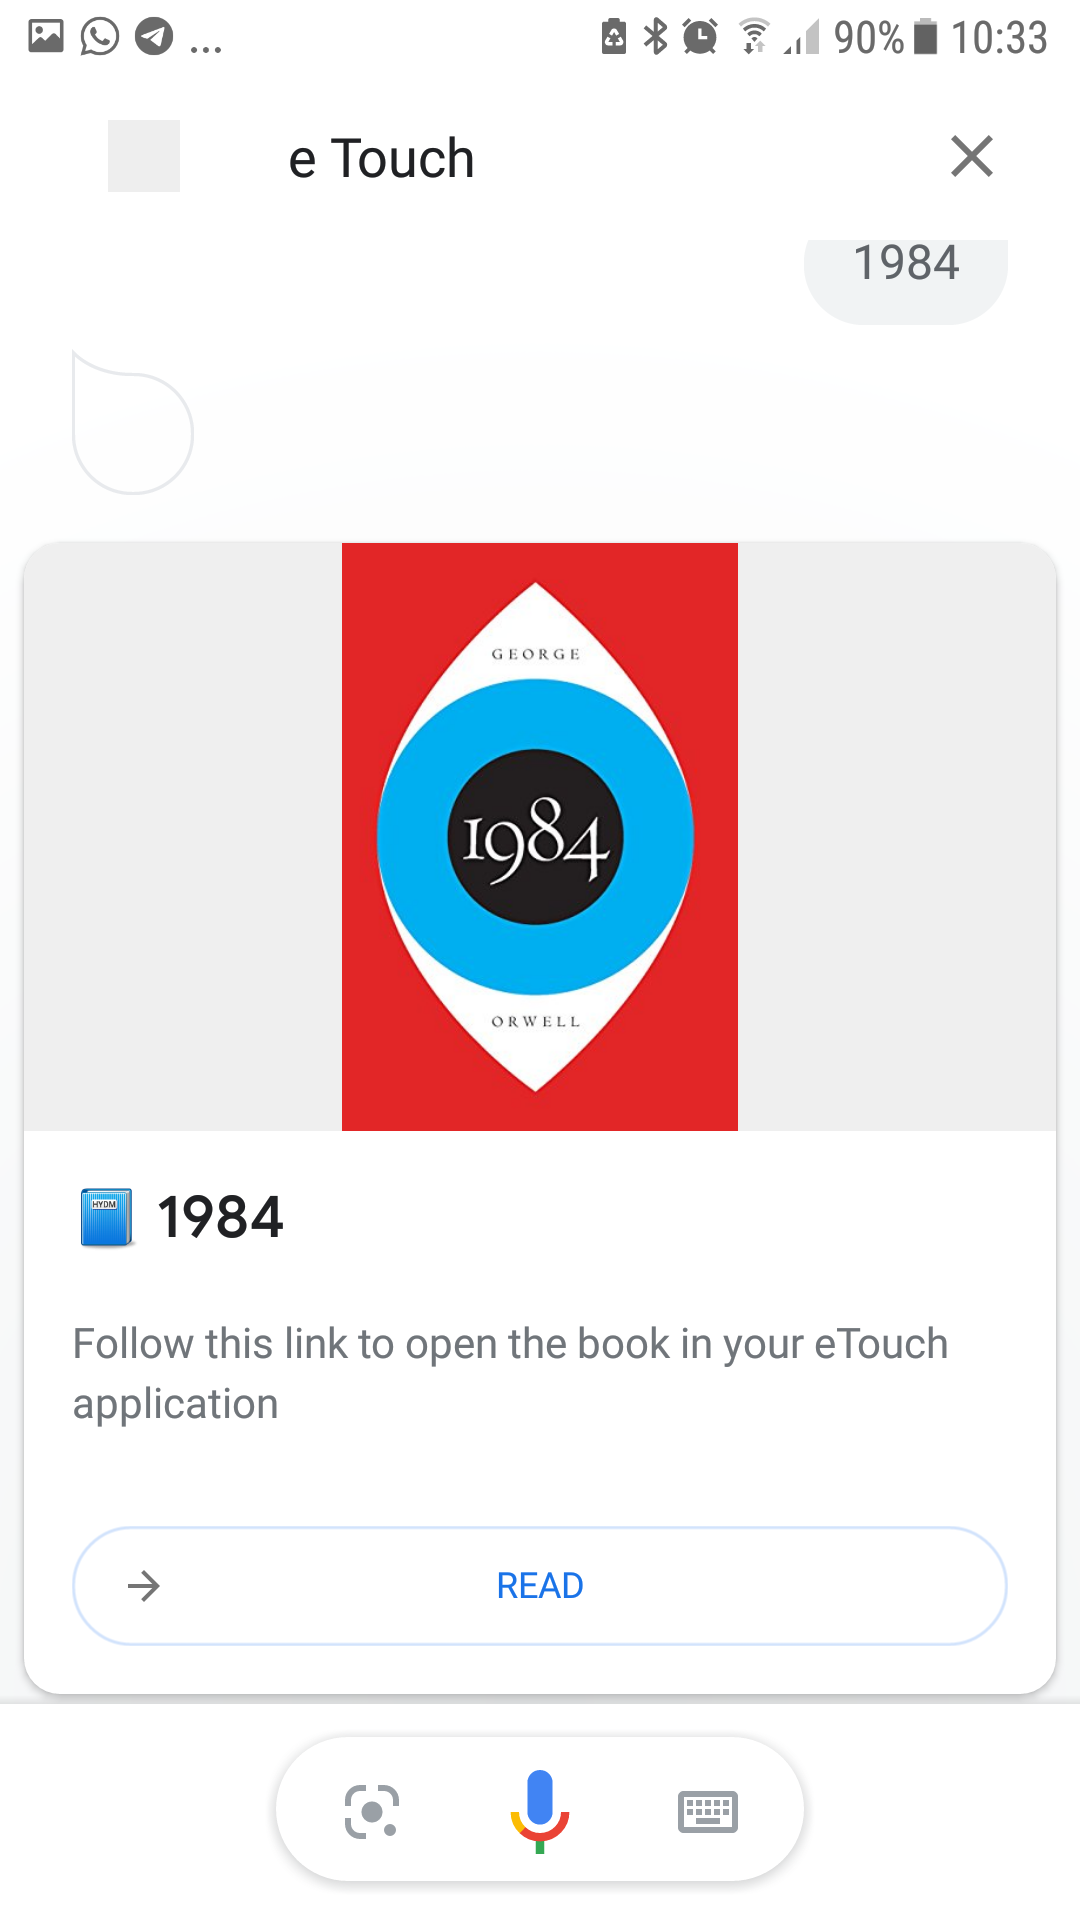 ... 90% 10:33
e Touch
1984
GEORGE
1984
ORWELL
HYDM
1984
Follow this link to open the book in your eTouch
application
READ